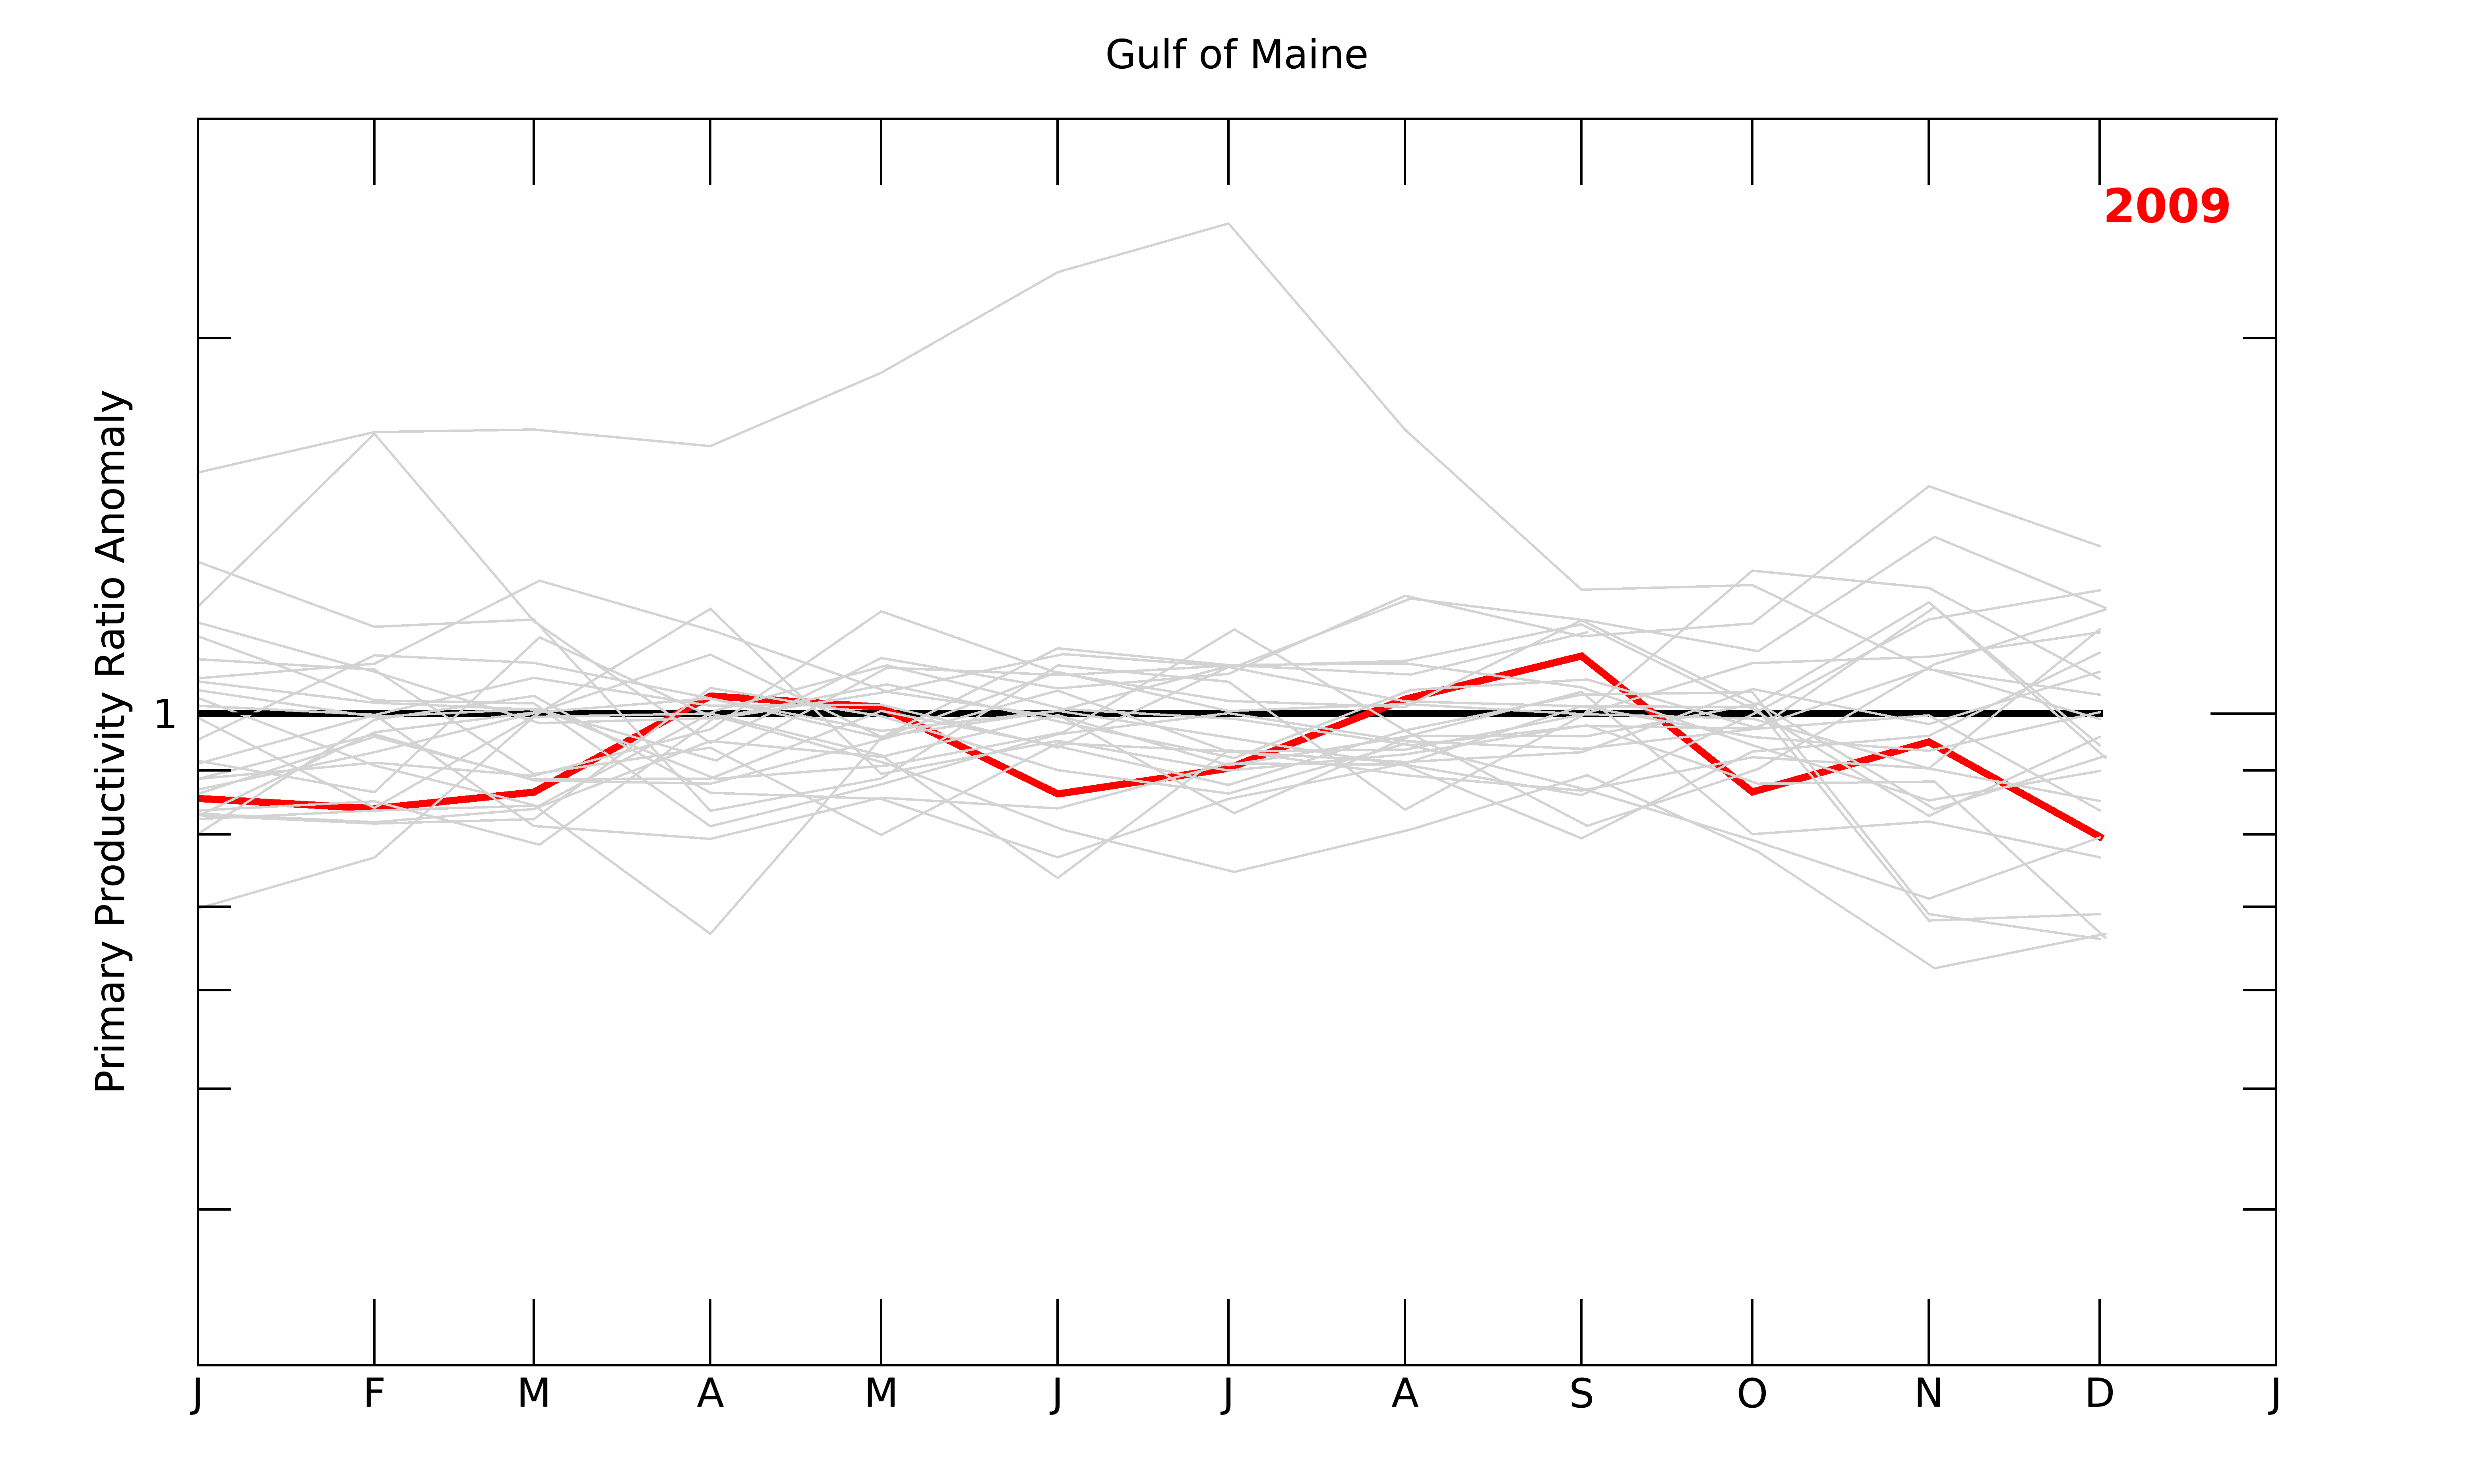 Gulf of Maine
2009
Primary Productivity Ratio Anomaly
1
J F M A M J J A S O N D J